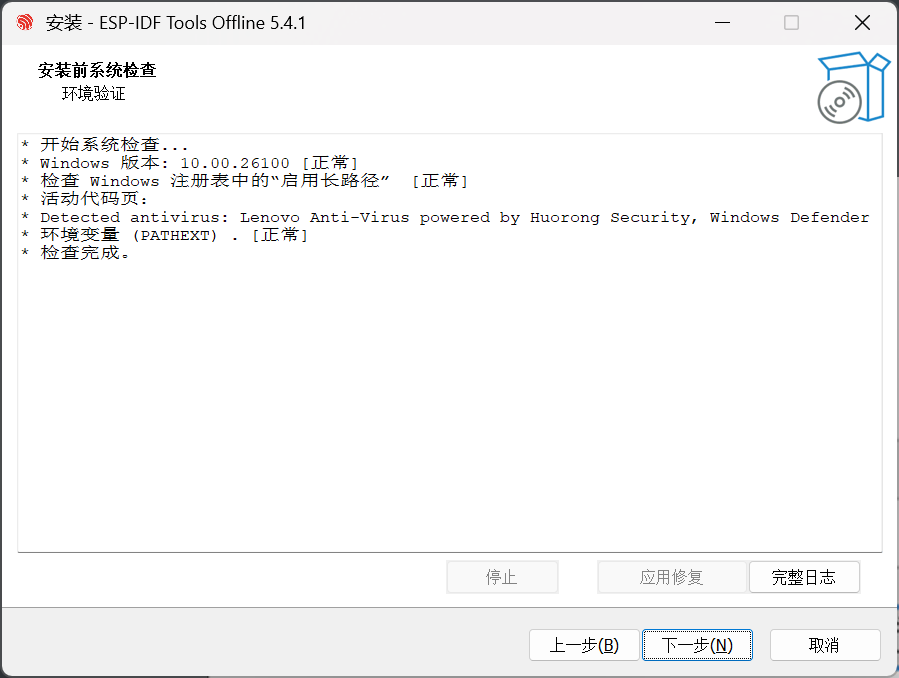 安装 - ESP-IDF Tools Offline 5.4.1
安装前系统检查
环境验证
* 开始系统检查...
* Windows 版本: 10.00.26100 [正常]
* 检查 Windows 注册表中的“启用长路径” [正常]
* 活动代码页:
* Detected antivirus: Lenovo Anti-Virus powered by Huorong Security, Windows Defender
* 环境变量 (PATHEXT) . [正常]
* 检查完成。
停止 应用修复 完整日志
上一步(B) 下一步(N) 取消